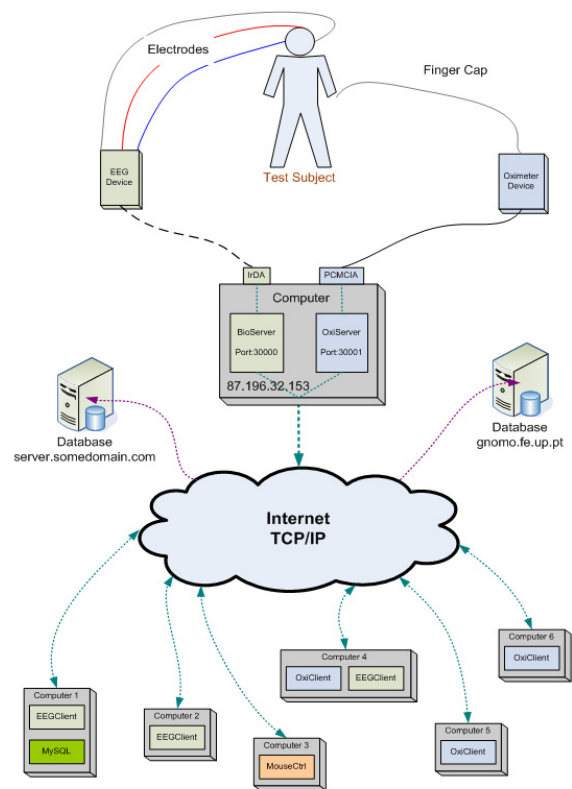 Electrodes
Finger Cap
EEG
Device
Test Subject
Oximeter
Device
IrDA
PCMCIA
Computer
BioServer
Port:30000
OxiServer
Port:30001
87.196.32.153
Database
server.somedomain.com
Database
gnomo.fe.up.pt
Internet
TCP/IP
Computer 1
EEGClient
MySQL
Computer 2
EEGClient
Computer 3
MouseCtrl
Computer 4
OxiClient
EEGClient
Computer 5
OxiClient
Computer 6
OxiClient